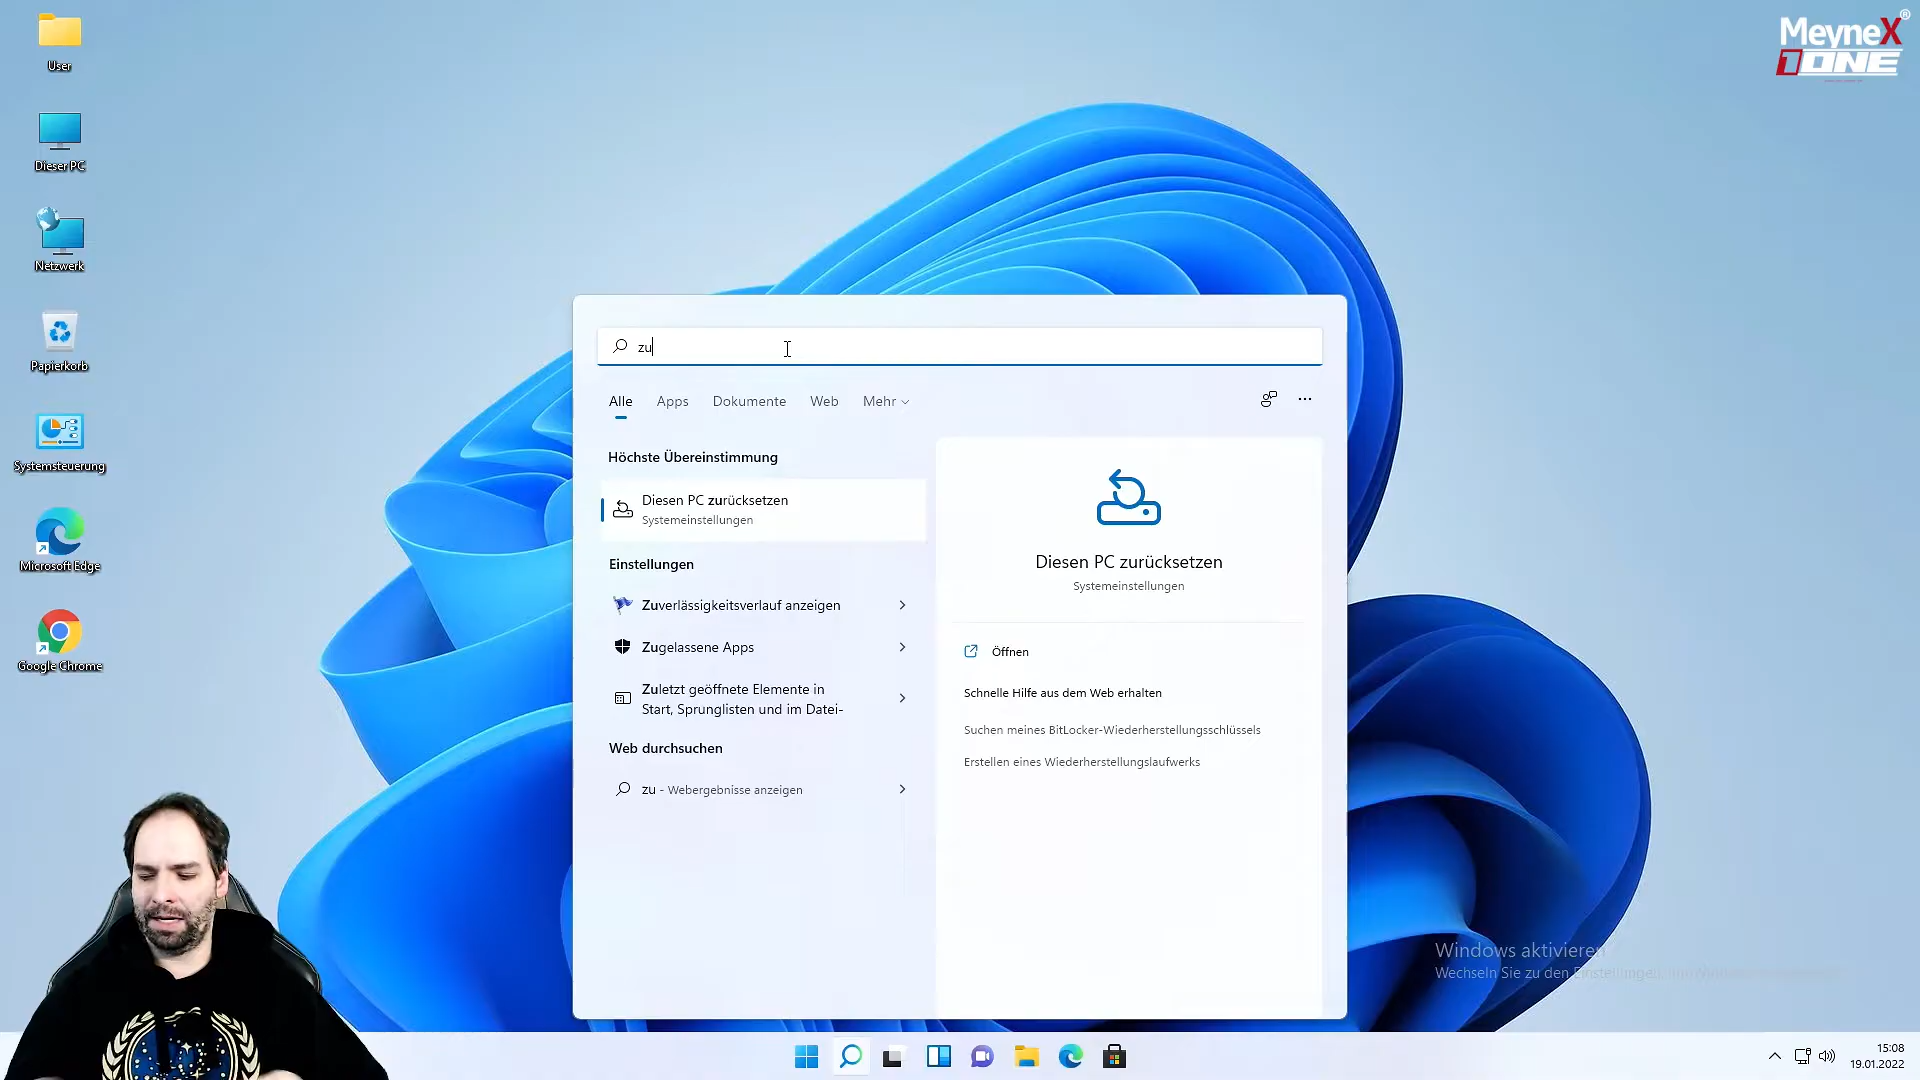 MeyneX®
1ONE
User
Dieser PC
Netzwerk
Papierkorb
Systemsteuerung
Microsoft Edge
Google Chrome
zu
Alle Apps Dokumente Web Mehr
Höchste Übereinstimmung
Diesen PC zurücksetzen
Systemeinstellungen
Einstellungen
Zuverlässigkeitsverlauf anzeigen
Zugelassene Apps
Zuletzt geöffnete Elemente in
Start, Sprunglisten und im Datei-
Web durchsuchen
zu - Webergebnisse anzeigen
Diesen PC zurücksetzen
Systemeinstellungen
Öffnen
Schnelle Hilfe aus dem Web erhalten
Suchen meines BitLocker-Wiederherstellungsschlüssels
Erstellen eines Wiederherstellungslaufwerks
Windows aktivieren
Wechseln Sie zu den Einstellungen, um Windows
15:08
19.01.2022